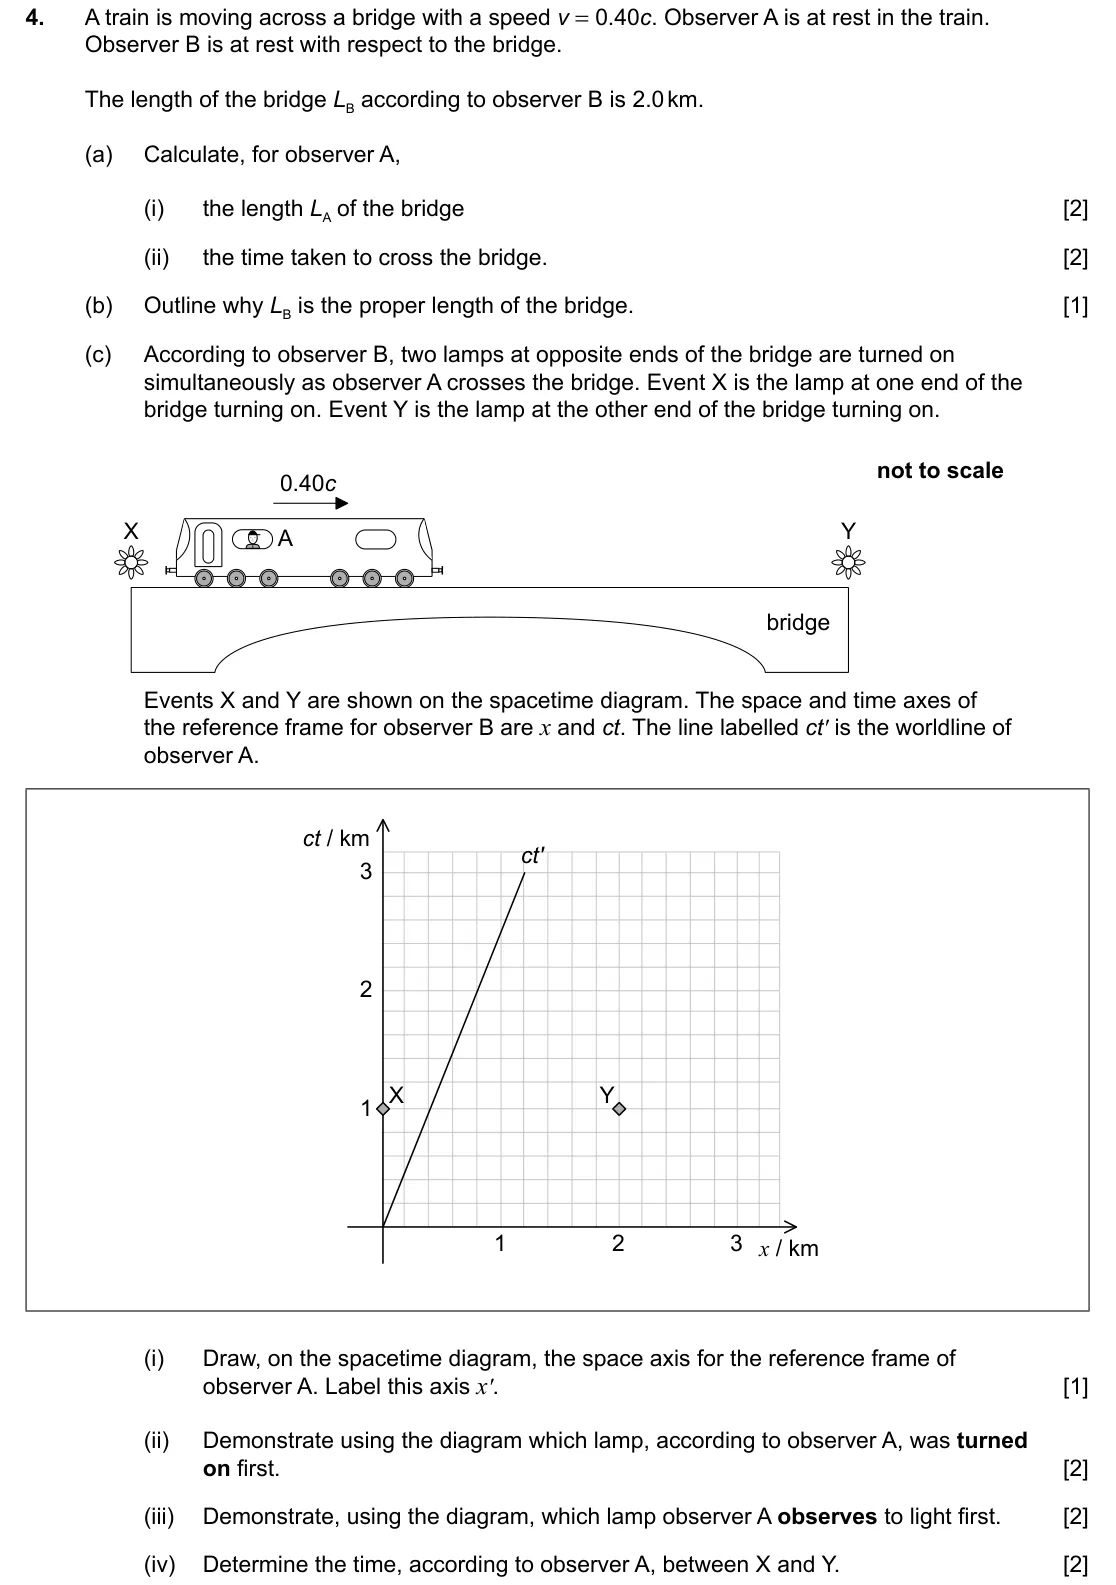 4. A train is moving across a bridge with a speed v = 0.40c. Observer A is at rest in the train.
Observer B is at rest with respect to the bridge.
The length of the bridge L_B according to observer B is 2.0 km.
(a) Calculate, for observer A,
(i) the length L_A of the bridge [2]
(ii) the time taken to cross the bridge. [2]
(b) Outline why L_B is the proper length of the bridge. [1]
(c) According to observer B, two lamps at opposite ends of the bridge are turned on
simultaneously as observer A crosses the bridge. Event X is the lamp at one end of the
bridge turning on. Event Y is the lamp at the other end of the bridge turning on.
not to scale
0.40c
X A Y
bridge
Events X and Y are shown on the spacetime diagram. The space and time axes of
the reference frame for observer B are x and ct. The line labelled ct′ is the worldline of
observer A.
ct / km
ct′
3
2
X Y
1
1 2 3 x / km
(i) Draw, on the spacetime diagram, the space axis for the reference frame of
observer A. Label this axis x′. [1]
(ii) Demonstrate using the diagram which lamp, according to observer A, was turned
on first. [2]
(iii) Demonstrate, using the diagram, which lamp observer A observes to light first. [2]
(iv) Determine the time, according to observer A, between X and Y. [2]